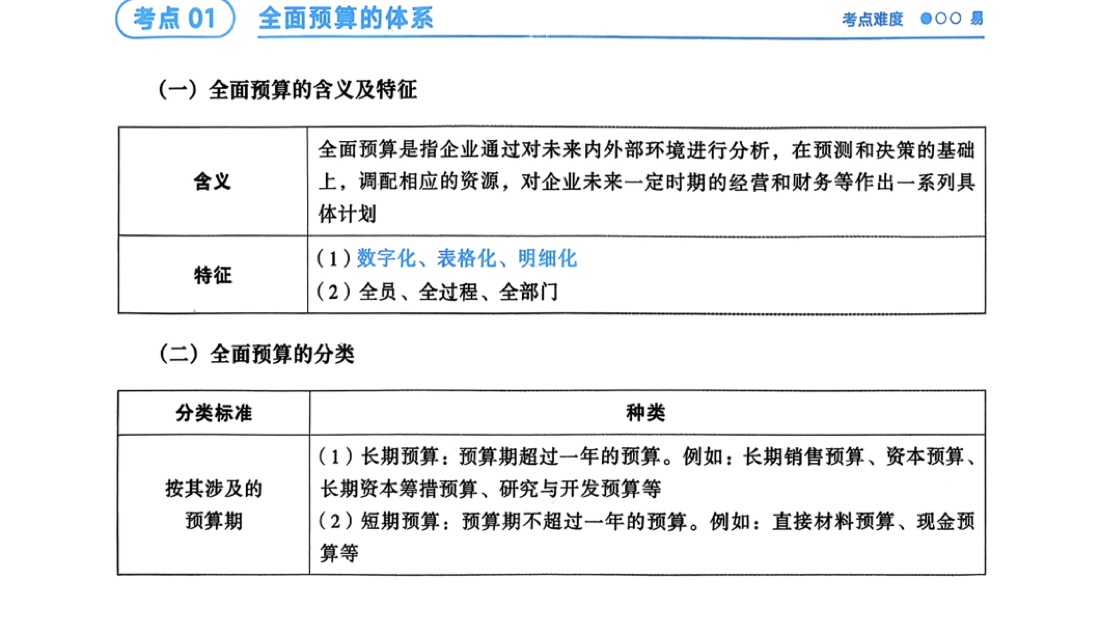 考点 01 全面预算的体系 考点难度 易
（一）全面预算的含义及特征
含义
全面预算是指企业通过对未来内外部环境进行分析，在预测和决策的基础
上，调配相应的资源，对企业未来一定时期的经营和财务等作出一系列具
体计划
特征
（1）数字化、表格化、明细化
（2）全员、全过程、全部门
（二）全面预算的分类
分类标准 种类
按其涉及的
预算期
（1）长期预算：预算期超过一年的预算。例如：长期销售预算、资本预算、
长期资本筹措预算、研究与开发预算等
（2）短期预算：预算期不超过一年的预算。例如：直接材料预算、现金预
算等